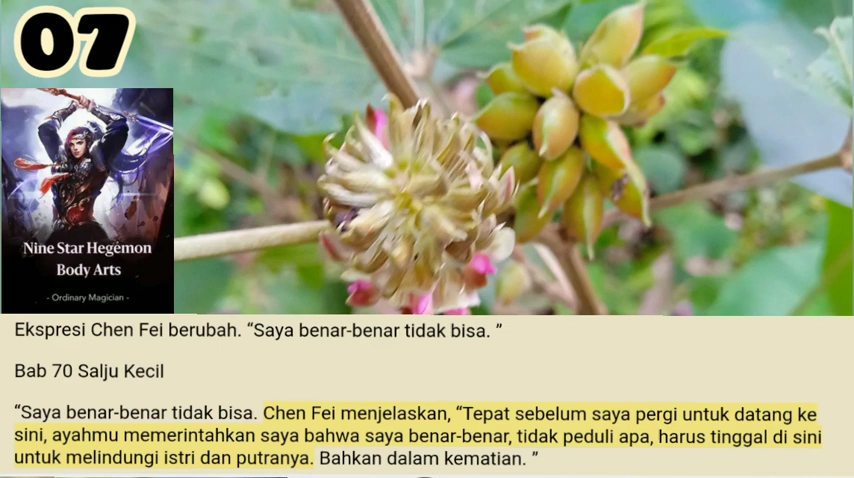 07
Nine Star Hegemon
Body Arts
- Ordinary Magician -
Ekspresi Chen Fei berubah. “Saya benar-benar tidak bisa. ”
Bab 70 Salju Kecil
“Saya benar-benar tidak bisa. Chen Fei menjelaskan, “Tepat sebelum saya pergi untuk datang ke
sini, ayahmu memerintahkan saya bahwa saya benar-benar, tidak peduli apa, harus tinggal di sini
untuk melindungi istri dan putranya. Bahkan dalam kematian. ”